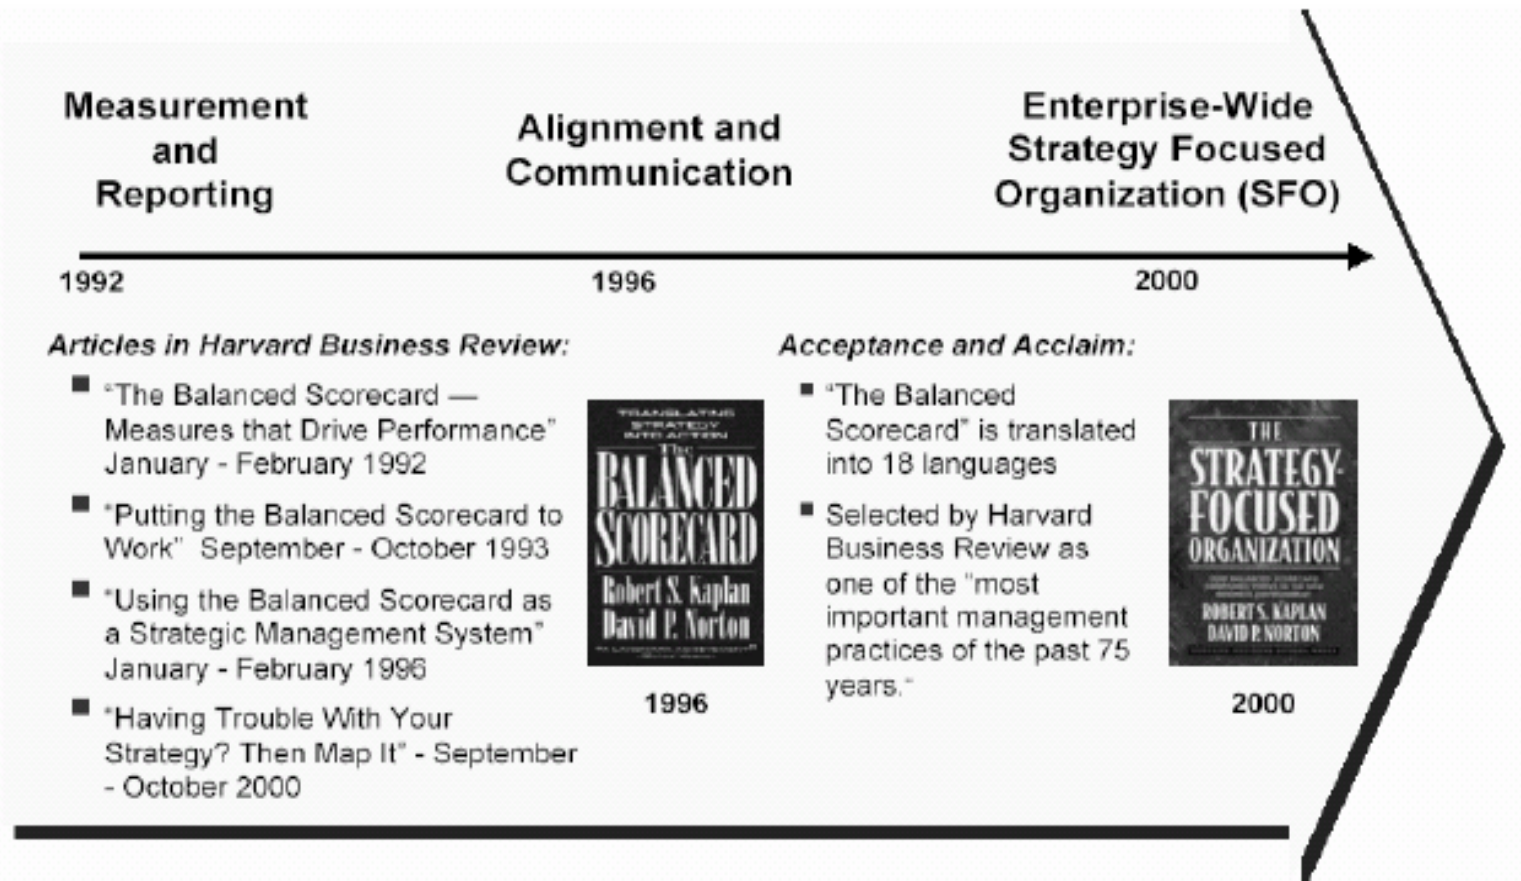 Measurement
and
Reporting
Alignment and
Communication
Enterprise-Wide
Strategy Focused
Organization (SFO)
1992
1996
2000
Articles in Harvard Business Review:
"The Balanced Scorecard —
Measures that Drive Performance"
January - February 1992
"Putting the Balanced Scorecard to
Work" September - October 1993
"Using the Balanced Scorecard as
a Strategic Management System"
January - February 1996
"Having Trouble With Your
Strategy? Then Map It" - September
- October 2000
TRANSLATING
STRATEGY
INTO ACTION
The
BALANCED
SCORECARD
Robert S. Kaplan
David P. Norton
1996
Acceptance and Acclaim:
"The Balanced
Scorecard" is translated
into 18 languages
Selected by Harvard
Business Review as
one of the "most
important management
practices of the past 75
years."
THE
STRATEGY-
FOCUSED
ORGANIZATION
ROBERT S. KAPLAN
DAVID P. NORTON
2000